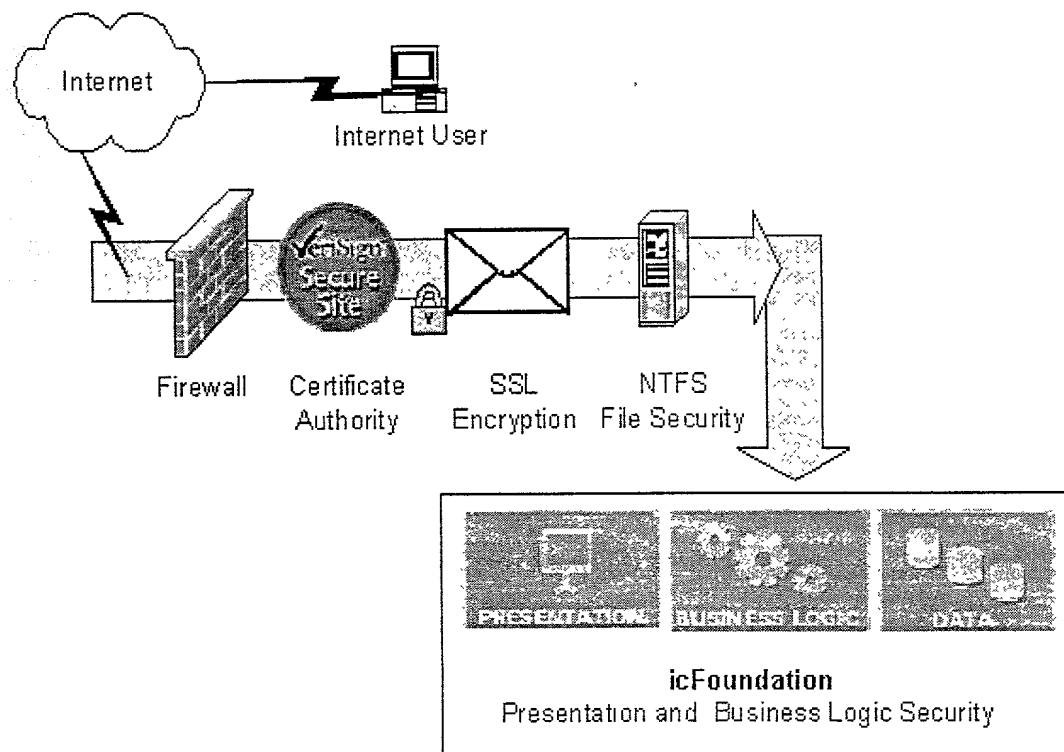 Internet
Internet User
VeriSign
Secure
Site
Firewall
Certificate
Authority
SSL
Encryption
NTFS
File Security
PRESENTATION
BUSINESS LOGIC
DATA
icFoundation
Presentation and Business Logic Security